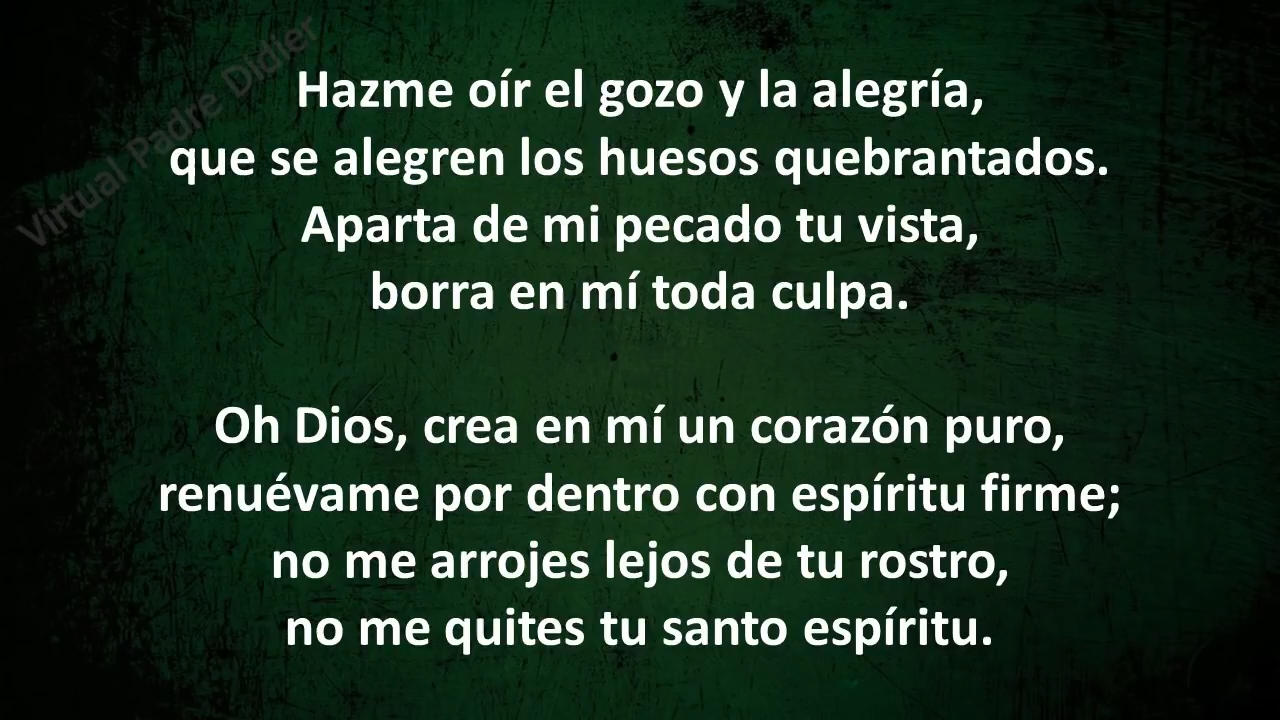 Virtual Padre Didier
Hazme oír el gozo y la alegría,
que se alegren los huesos quebrantados.
Aparta de mi pecado tu vista,
borra en mí toda culpa.
Oh Dios, crea en mí un corazón puro,
renuévame por dentro con espíritu firme;
no me arrojes lejos de tu rostro,
no me quites tu santo espíritu.